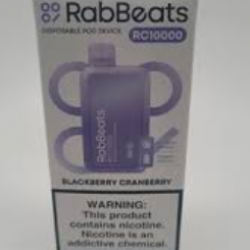 RabBeats
DISPOSABLE POD DEVICE RC10000
RabBeats
BLACKBERRY CRANBERRY
WARNING:
This product
contains nicotine.
Nicotine is an
addictive chemical.